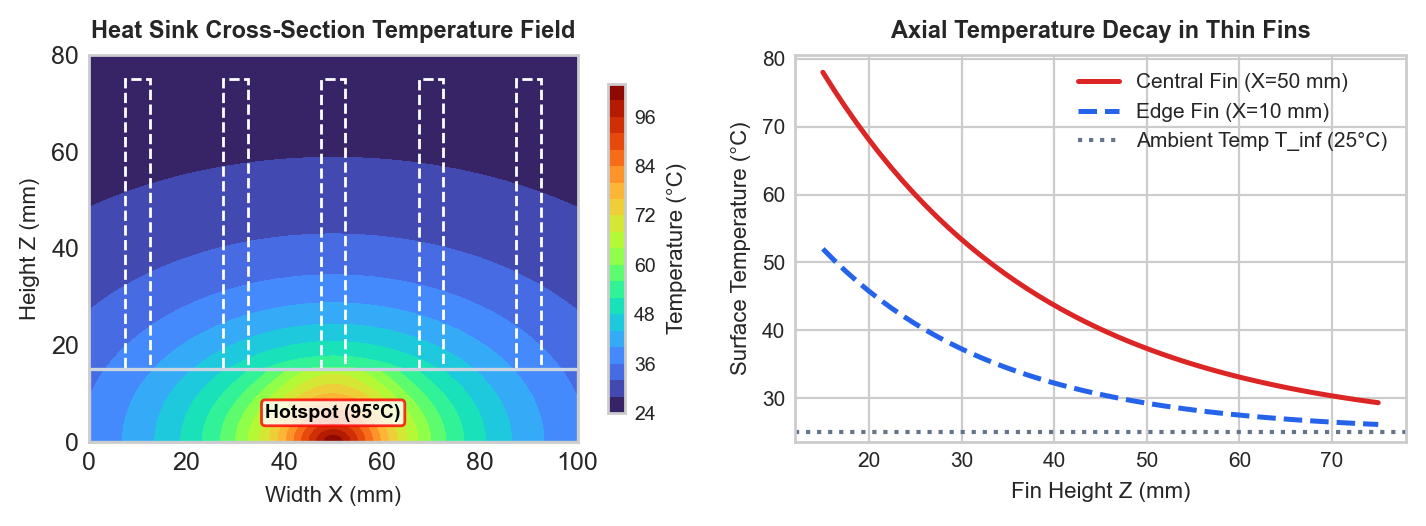 Heat Sink Cross-Section Temperature Field
80
60
40
20
0
Height Z (mm)
Hotspot (95°C)
0 20 40 60 80 100
Width X (mm)
96
84
72
60
48
36
24
Temperature (°C)
Axial Temperature Decay in Thin Fins
80
70
60
50
40
30
Surface Temperature (°C)
Central Fin (X=50 mm)
Edge Fin (X=10 mm)
Ambient Temp T_inf (25°C)
20 30 40 50 60 70
Fin Height Z (mm)